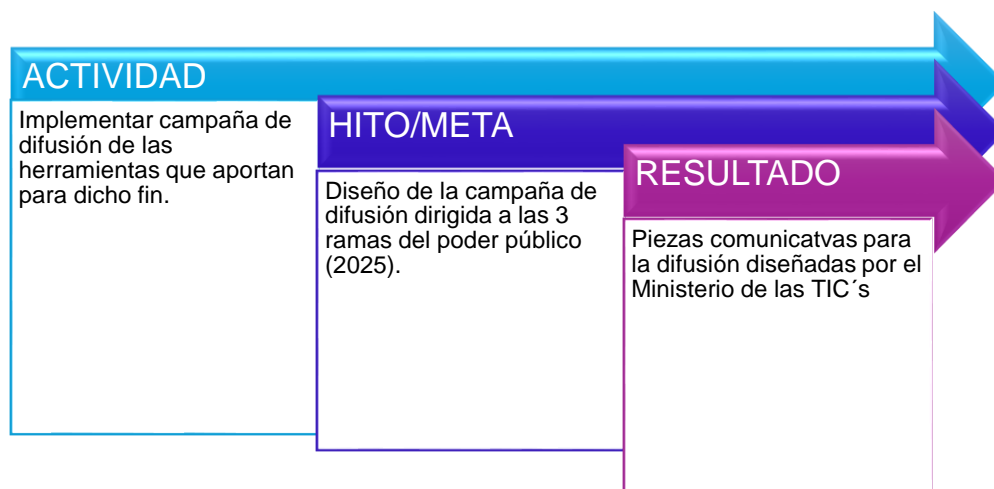 ACTIVIDAD
Implementar campaña de
difusión de las
herramientas que aportan
para dicho fin.
HITO/META
Diseño de la campaña de
difusión dirigida a las 3
ramas del poder público
(2025).
RESULTADO
Piezas comunicatvas para
la difusión diseñadas por el
Ministerio de las TIC´s